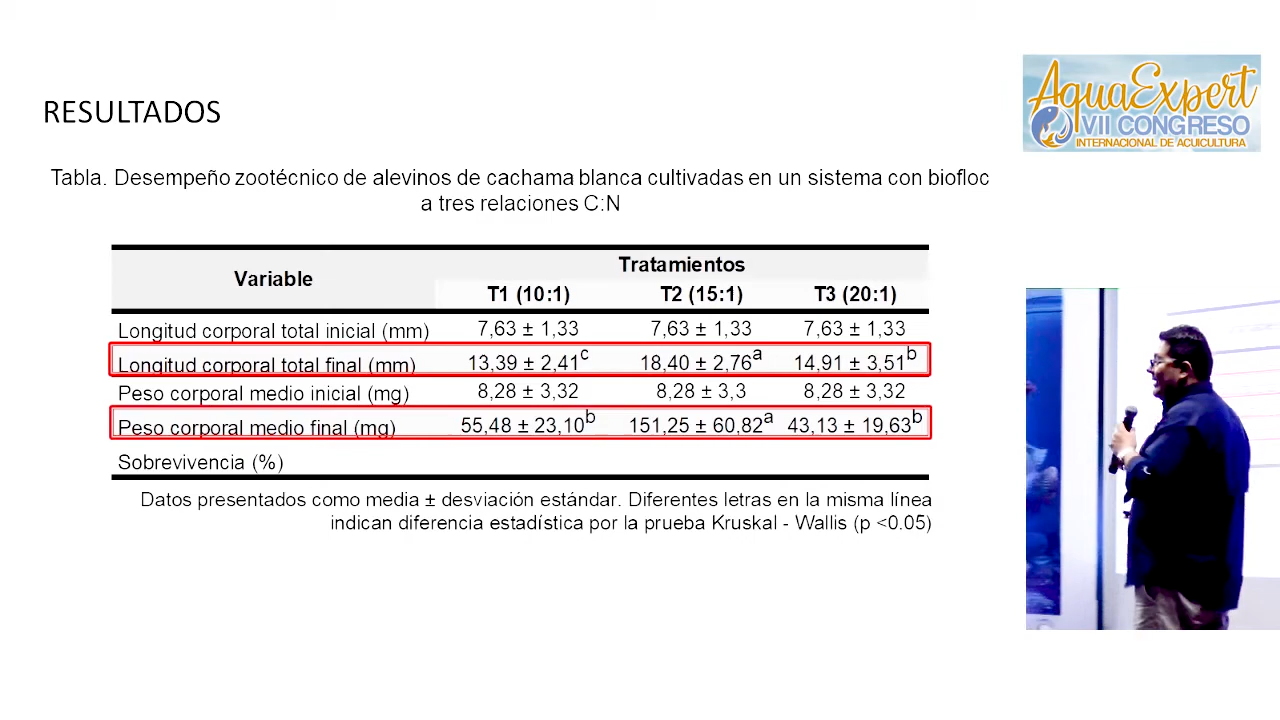 AquaExpert
VII CONGRESO
INTERNACIONAL DE ACUICULTURA
RESULTADOS
Tabla. Desempeño zootécnico de alevinos de cachama blanca cultivadas en un sistema con biofloc
a tres relaciones C:N
Variable
Tratamientos
T1 (10:1) T2 (15:1) T3 (20:1)
Longitud corporal total inicial (mm) 7,63 ± 1,33 7,63 ± 1,33 7,63 ± 1,33
Longitud corporal total final (mm) 13,39 ± 2,41c 18,40 ± 2,76a 14,91 ± 3,51b
Peso corporal medio inicial (mg) 8,28 ± 3,32 8,28 ± 3,3 8,28 ± 3,32
Peso corporal medio final (mg) 55,48 ± 23,10b 151,25 ± 60,82a 43,13 ± 19,63b
Sobrevivencia (%)
Datos presentados como media ± desviación estándar. Diferentes letras en la misma línea
indican diferencia estadística por la prueba Kruskal - Wallis (p <0.05)